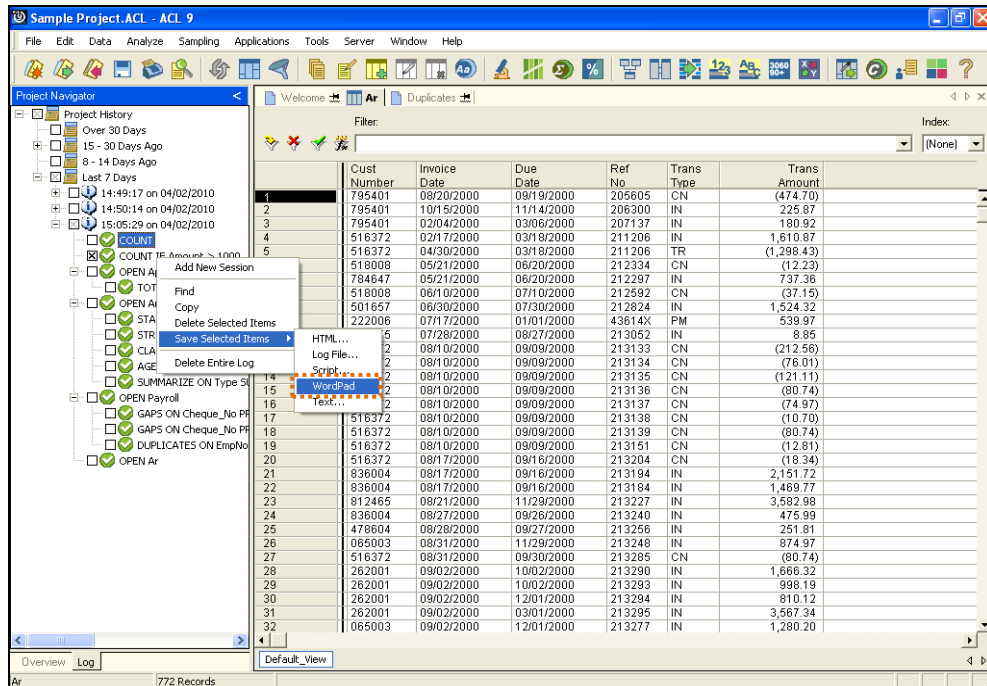 Sample Project.ACL - ACL 9
File Edit Data Analyze Sampling Applications Tools Server Window Help
Project Navigator <
Project History
Over 30 Days
15 - 30 Days Ago
8 - 14 Days Ago
Last 7 Days
14:49:17 on 04/02/2010
14:50:14 on 04/02/2010
15:05:29 on 04/02/2010
COUNT
COUNT IF Amount > 1000
OPEN Ap
TOT
OPEN Ar
STA
STR
CLA
AGE
SUMMARIZE ON Type SU
OPEN Payroll
GAPS ON Cheque_No PF
GAPS ON Cheque_No PF
DUPLICATES ON EmpNo
OPEN Ar
Add New Session
Find
Copy
Delete Selected Items
Save Selected Items
Delete Entire Log
HTML...
Log File...
Script...
WordPad
Text...
Welcome Ar Duplicates
Filter: Index:
(None)
Cust Number Invoice Date Due Date Ref No Trans Type Trans Amount
1 795401 08/20/2000 09/19/2000 205605 CN (474.70)
2 795401 10/15/2000 11/14/2000 206300 IN 225.87
3 795401 02/04/2000 03/06/2000 207137 IN 180.92
4 516372 02/17/2000 03/18/2000 211206 IN 1,610.87
5 516372 04/30/2000 03/18/2000 211206 TR (1,298.43)
518008 05/21/2000 06/20/2000 212334 CN (12.23)
784647 05/21/2000 06/20/2000 212297 IN 737.36
518008 06/10/2000 07/10/2000 212592 CN (37.15)
501657 06/30/2000 07/30/2000 212824 IN 1,524.32
222006 07/17/2000 01/01/2000 43614X PM 539.97
5 07/28/2000 08/27/2000 213052 IN 8.85
2 08/10/2000 09/09/2000 213133 CN (212.56)
2 08/10/2000 09/09/2000 213134 CN (76.01)
14 2 08/10/2000 09/09/2000 213135 CN (121.11)
15 2 08/10/2000 09/09/2000 213136 CN (80.74)
16 2 08/10/2000 09/09/2000 213137 CN (74.97)
17 516372 08/10/2000 09/09/2000 213138 CN (10.70)
18 516372 08/10/2000 09/09/2000 213139 CN (80.74)
19 516372 08/10/2000 09/09/2000 213151 CN (12.81)
20 516372 08/17/2000 09/16/2000 213204 CN (18.34)
21 836004 08/17/2000 09/16/2000 213194 IN 2,151.72
22 836004 08/17/2000 09/16/2000 213184 IN 1,469.77
23 812465 08/21/2000 11/29/2000 213227 IN 3,582.98
24 836004 08/27/2000 09/26/2000 213240 IN 475.99
25 478604 08/28/2000 09/27/2000 213256 IN 251.81
26 065003 08/31/2000 11/29/2000 213248 IN 874.97
27 516372 08/31/2000 09/30/2000 213285 CN (80.74)
28 262001 09/02/2000 10/02/2000 213290 IN 1,666.32
29 262001 09/02/2000 10/02/2000 213293 IN 998.19
30 262001 09/02/2000 12/01/2000 213294 IN 810.12
31 262001 09/02/2000 03/01/2000 213295 IN 3,567.34
32 065003 09/02/2000 12/01/2000 213277 IN 1,280.20
Overview Log
Default_View
Ar 772 Records